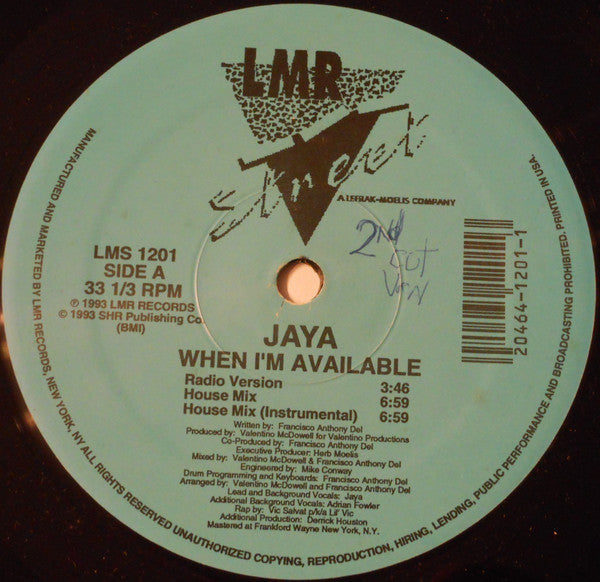 LMR
Street
A LEFRAK-MOELIS COMPANY
LMS 1201
SIDE A
33 1/3 RPM
℗ 1993 LMR RECORDS
© 1993 SHR Publishing Co.
(BMI)
2nd
cut
20464-1201-1
JAYA
WHEN I'M AVAILABLE
Radio Version 3:46
House Mix 6:59
House Mix (Instrumental) 6:59
Written by: Francisco Anthony Del
Produced by: Valentino McDowell for Valentino Productions
Co-Produced by: Francisco Anthony Del
Executive Producer: Herb Moelis
Mixed by: Valentino McDowell & Francisco Anthony Del
Engineered by: Mike Conway
Drum Programming and Keyboards: Francisco Anthony Del
Arranged by: Valentino McDowell and Francisco Anthony Del
Lead and Background Vocals: Jaya
Additional Background Vocals: Adrian Fowler
Rap by: Vic Salvat p/k/a Lil' Vic
Additional Production: Derrick Houston
Mastered at Frankford Wayne New York, N.Y.
MANUFACTURED AND MARKETED BY LMR RECORDS, NEW YORK, NY ALL RIGHTS RESERVED UNAUTHORIZED COPYING, REPRODUCTION, HIRING, LENDING, PUBLIC PERFORMANCE AND BROADCASTING PROHIBITED. PRINTED IN USA.